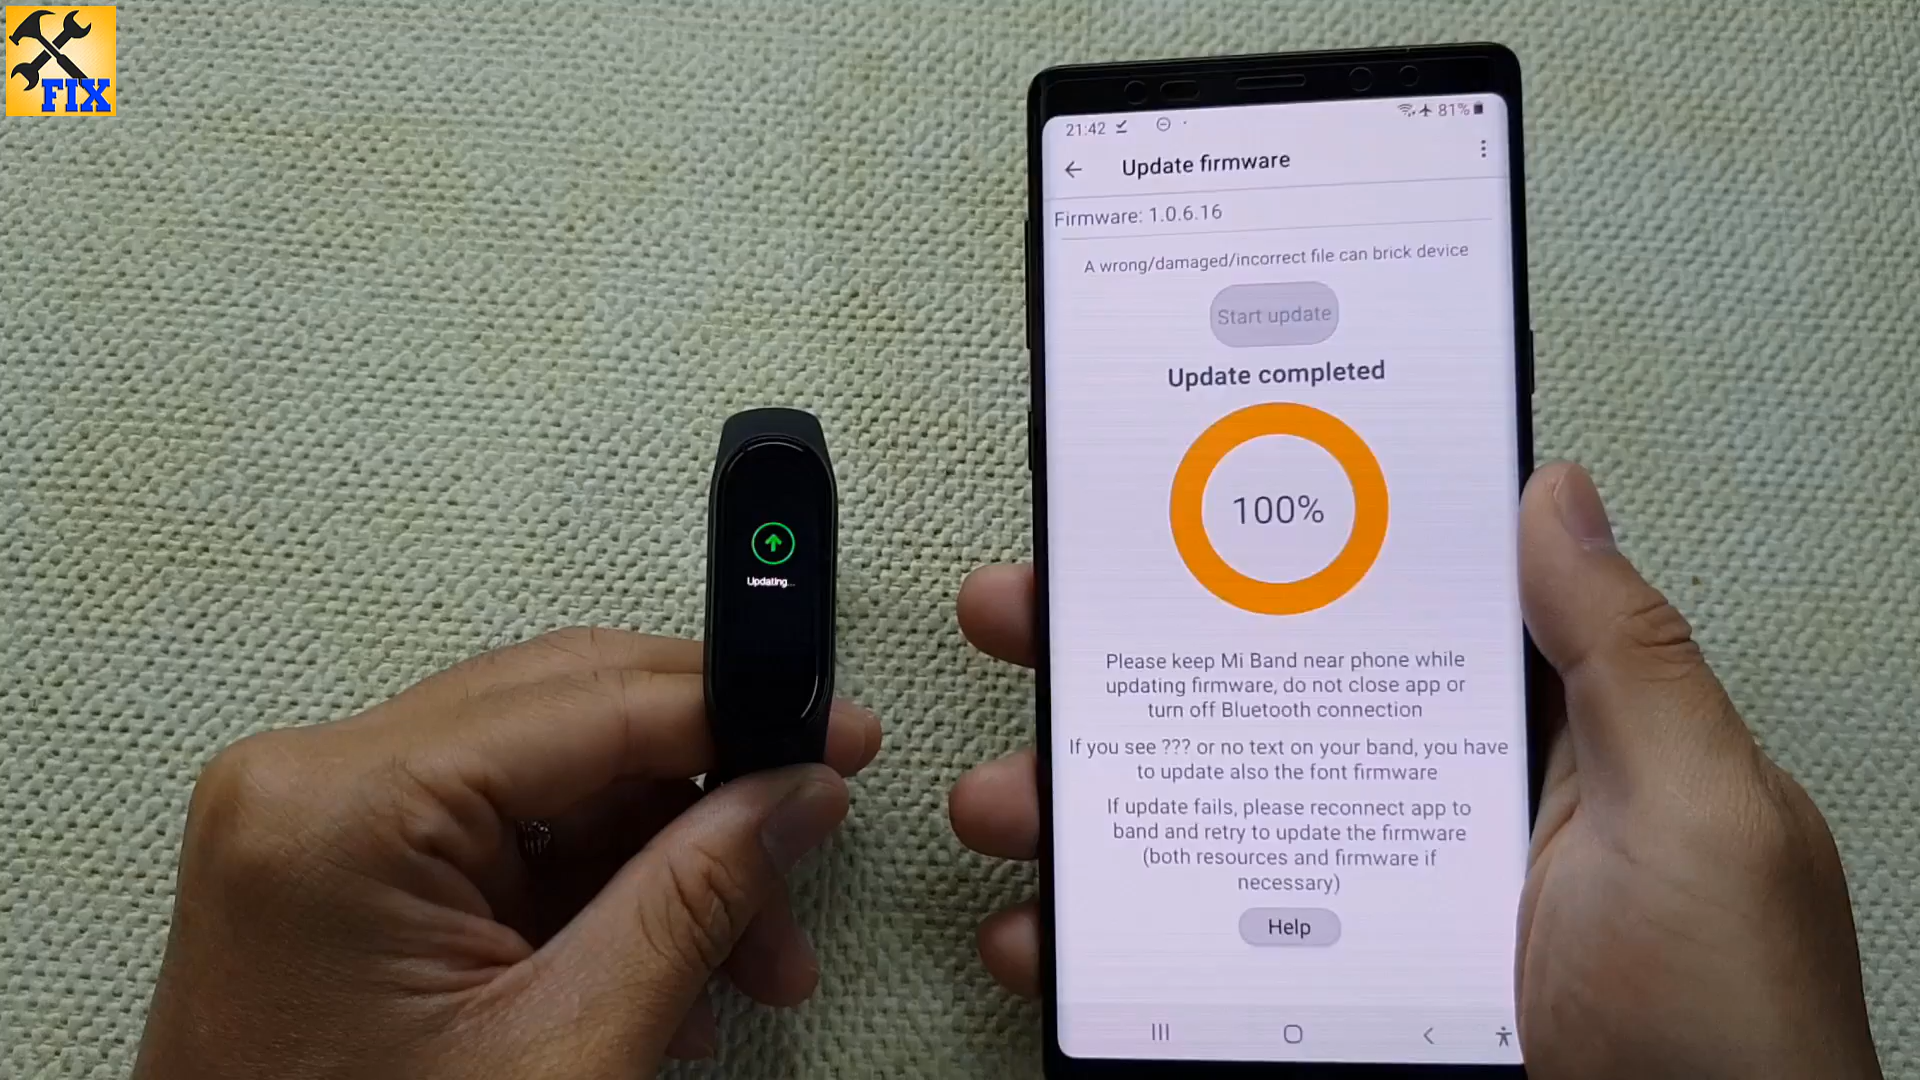 FIX
21:42
81%
Update firmware
Firmware: 1.0.6.16
A wrong/damaged/incorrect file can brick device
Start update
Update completed
100%
Updating...
Please keep Mi Band near phone while
updating firmware, do not close app or
turn off Bluetooth connection
If you see ??? or no text on your band, you have
to update also the font firmware
If update fails, please reconnect app to
band and retry to update the firmware
(both resources and firmware if
necessary)
Help